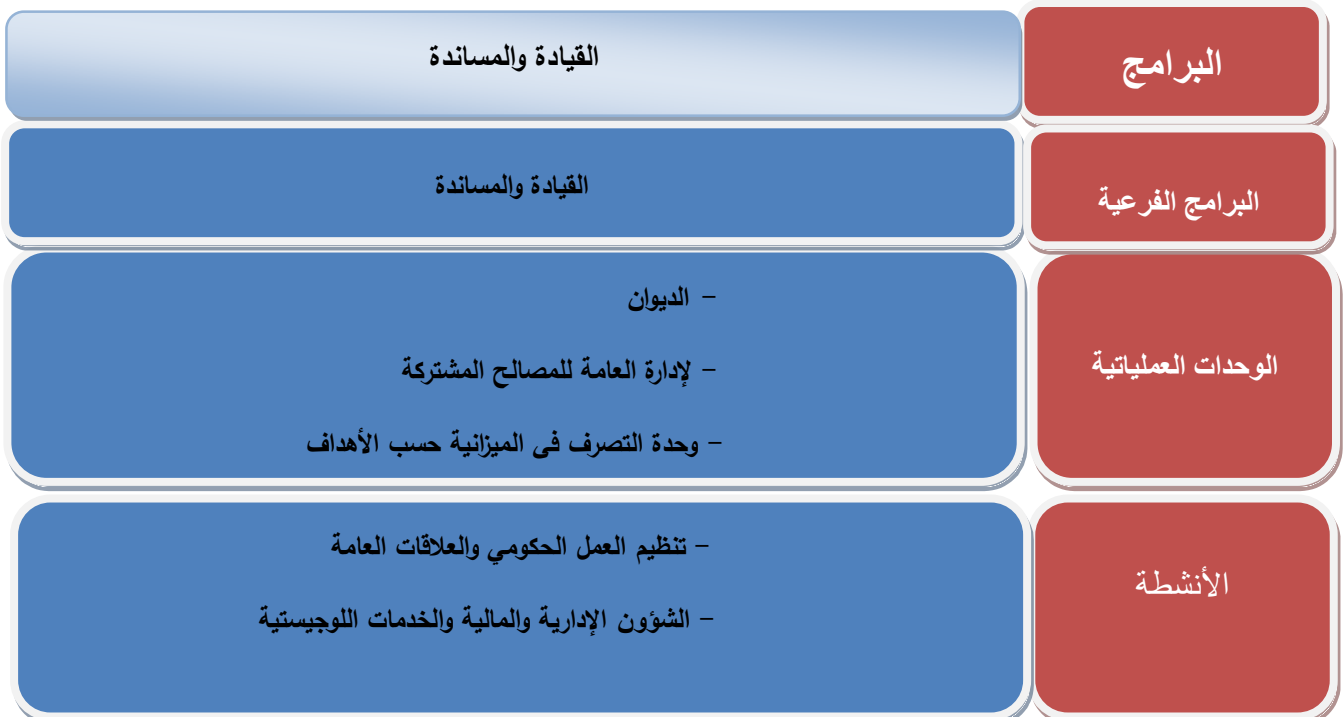 البرامج
القيادة والمساندة
البرامج الفرعية
القيادة والمساندة
الوحدات العملياتية
- الديوان
- لإدارة العامة للمصالح المشتركة
- وحدة التصرف فى الميزانية حسب الأهداف
الأنشطة
- تنظيم العمل الحكومي والعلاقات العامة
- الشؤون الإدارية والمالية والخدمات اللوجيستية